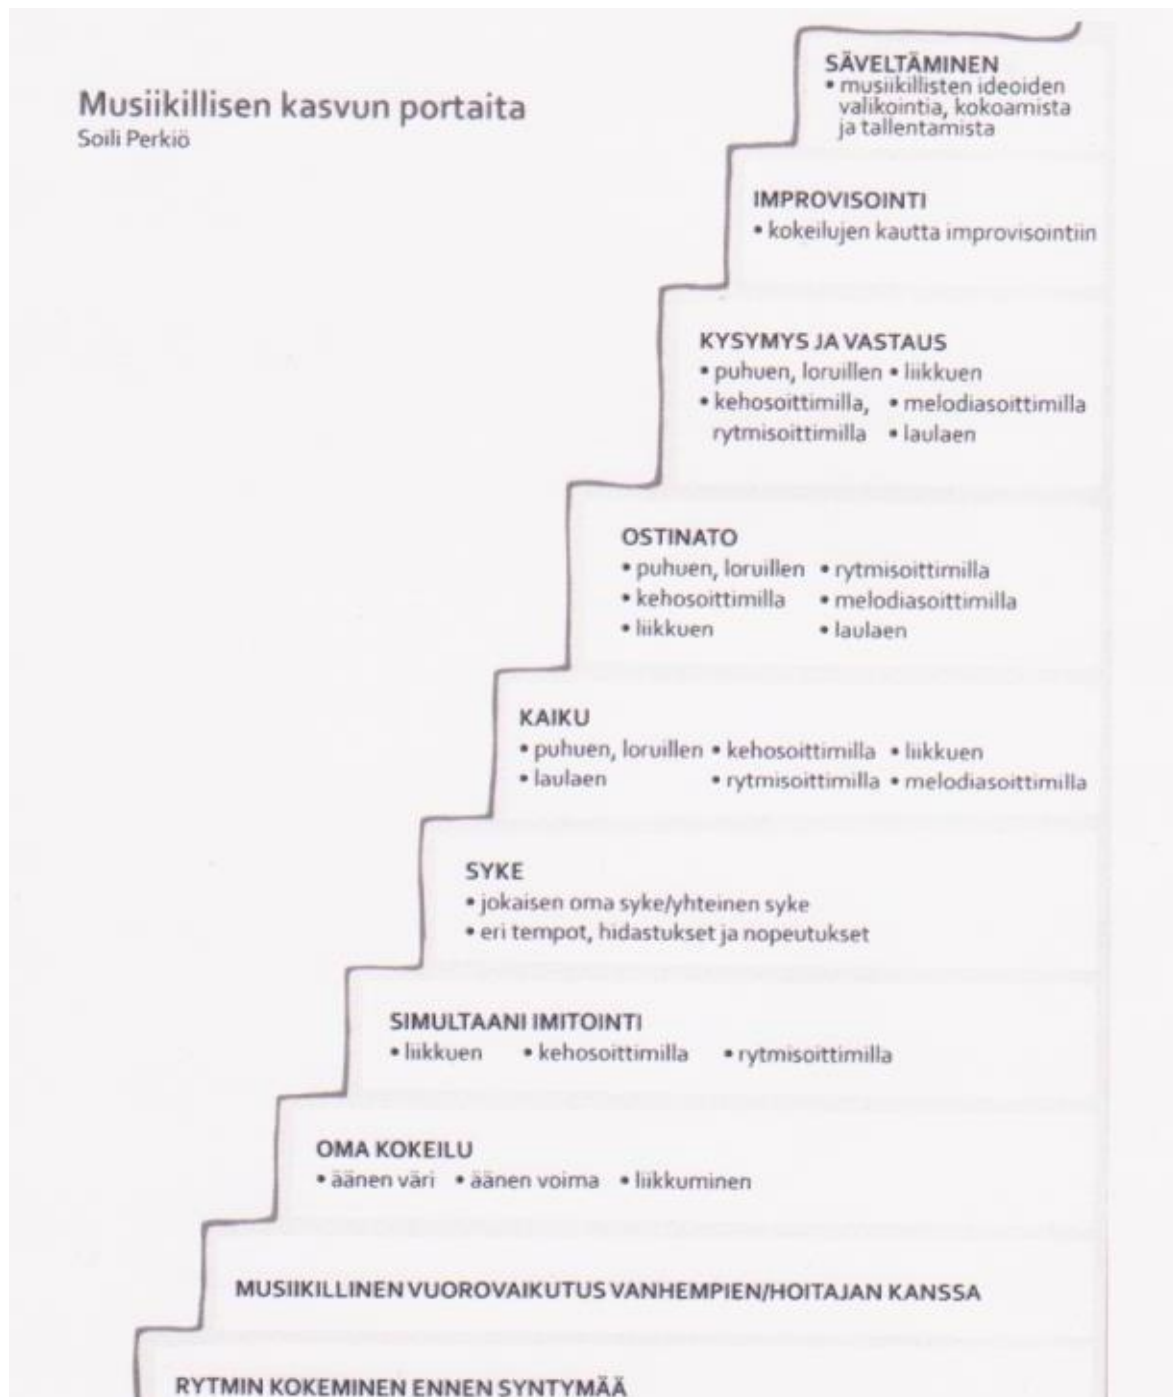 Musiikillisen kasvun portaita
Soili Perkiö
SÄVELTÄMINEN
• musiikillisten ideoiden
valikointia, kokoamista
ja tallentamista
IMPROVISOINTI
• kokeilujen kautta improvisointiin
KYSYMYS JA VASTAUS
• puhuen, loruillen • liikkuen
• kehosoittimilla, • melodiasoittimilla
rytmisoittimilla • laulaen
OSTINATO
• puhuen, loruillen • rytmisoittimilla
• kehosoittimilla • melodiasoittimilla
• liikkuen • laulaen
KAIKU
• puhuen, loruillen • kehosoittimilla • liikkuen
• laulaen • rytmisoittimilla • melodiasoittimilla
SYKE
• jokaisen oma syke/yhteinen syke
• eri tempot, hidastukset ja nopeutukset
SIMULTAANI IMITOINTI
• liikkuen • kehosoittimilla • rytmisoittimilla
OMA KOKEILU
• äänen väri • äänen voima • liikkuminen
MUSIIKILLINEN VUOROVAIKUTUS VANHEMPIEN/HOITAJAN KANSSA
RYTMIN KOKEMINEN ENNEN SYNTYMÄÄ